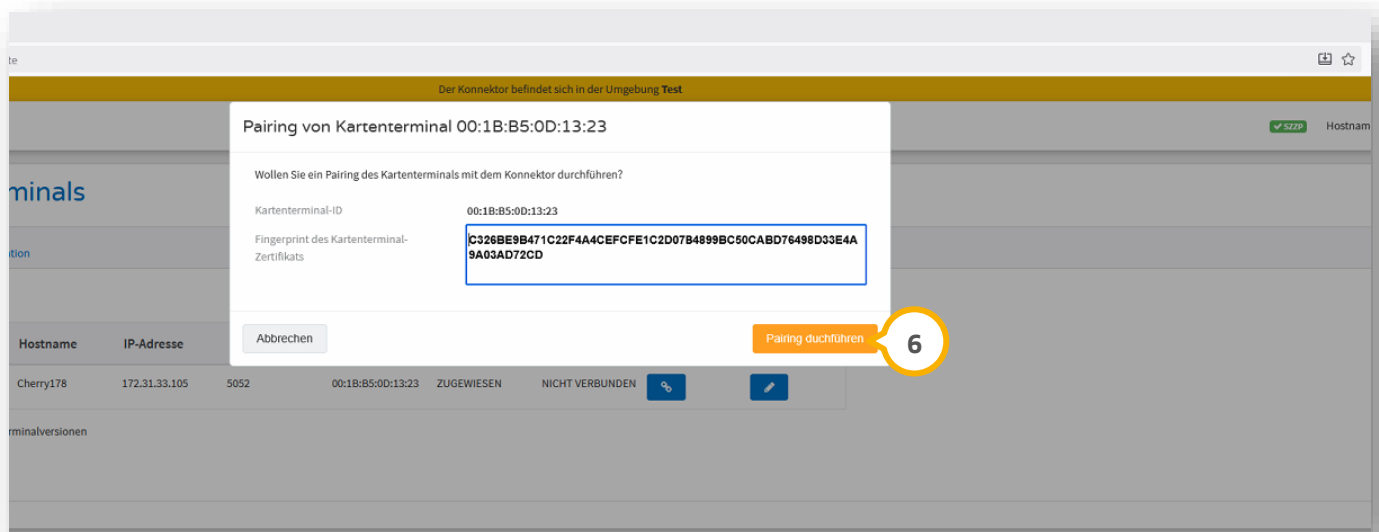 te
Der Konnektor befindet sich in der Umgebung Test
Pairing von Kartenterminal 00:1B:B5:0D:13:23
SZZP Hostnam
Wollen Sie ein Pairing des Kartenterminals mit dem Konnektor durchführen?
minals
Kartenterminal-ID 00:1B:B5:0D:13:23
Fingerprint des Kartenterminal-
Zertifikats
C326BE9B471C22F4A4CEFCFE1C2D07B4899BC50CABD76498D33E4A
9A03AD72CD
ation
Abbrechen Pairing duchführen 6
Hostname IP-Adresse
Cherry178 172.31.33.105 5052 00:1B:B5:0D:13:23 ZUGEWIESEN NICHT VERBUNDEN
rminalversionen